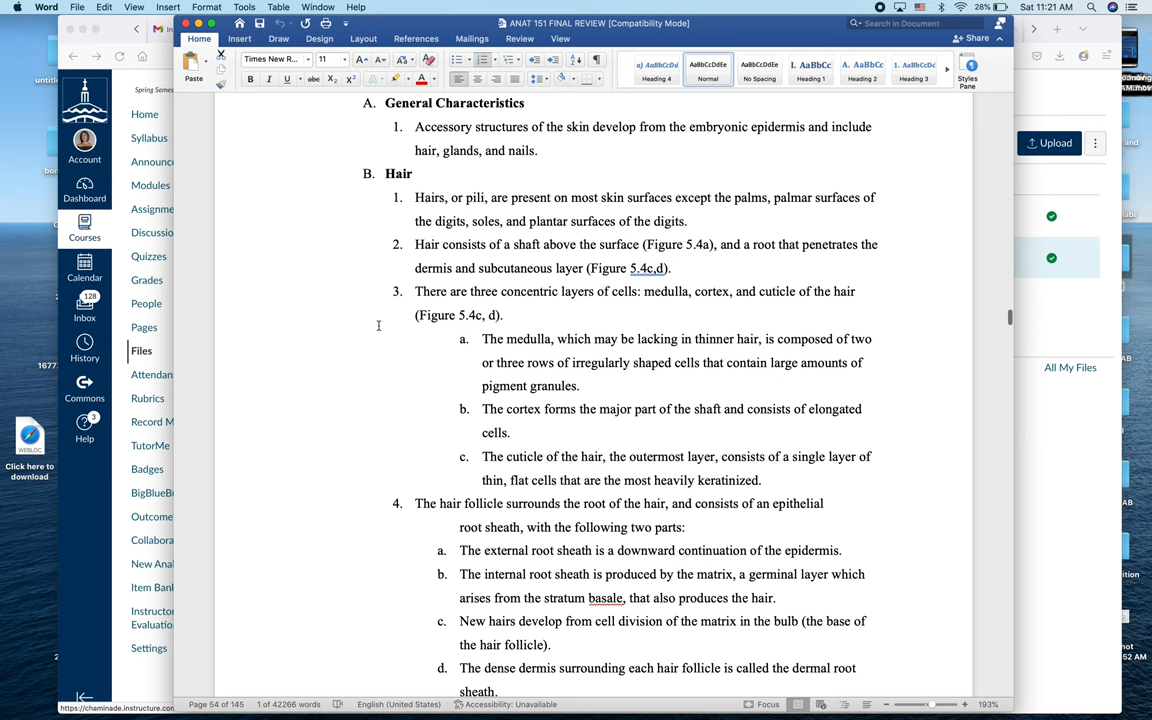 Word File Edit View Insert Format Tools Table Window Help
28% Sat 11:21 AM
ANAT 151 FINAL REVIEW [Compatibility Mode]
Search in Document
Home Insert Draw Design Layout References Mailings Review View
Share
Paste
Times New R... 11
Heading 4 Normal No Spacing Heading 1 Heading 2 Heading 3
Styles
Pane
Account
Dashboard
Courses
Calendar
128
Inbox
History
Commons
3
Help
Home
Syllabus
Modules
Quizzes
Grades
People
Pages
Files
Rubrics
TutorMe
Badges
Settings
Upload
All My Files
WEBLOC
Click here to
download
A. General Characteristics
1. Accessory structures of the skin develop from the embryonic epidermis and include
hair, glands, and nails.
B. Hair
1. Hairs, or pili, are present on most skin surfaces except the palms, palmar surfaces of
the digits, soles, and plantar surfaces of the digits.
2. Hair consists of a shaft above the surface (Figure 5.4a), and a root that penetrates the
dermis and subcutaneous layer (Figure 5.4c,d).
3. There are three concentric layers of cells: medulla, cortex, and cuticle of the hair
(Figure 5.4c, d).
a. The medulla, which may be lacking in thinner hair, is composed of two
or three rows of irregularly shaped cells that contain large amounts of
pigment granules.
b. The cortex forms the major part of the shaft and consists of elongated
cells.
c. The cuticle of the hair, the outermost layer, consists of a single layer of
thin, flat cells that are the most heavily keratinized.
4. The hair follicle surrounds the root of the hair, and consists of an epithelial
root sheath, with the following two parts:
a. The external root sheath is a downward continuation of the epidermis.
b. The internal root sheath is produced by the matrix, a germinal layer which
arises from the stratum basale, that also produces the hair.
c. New hairs develop from cell division of the matrix in the bulb (the base of
the hair follicle).
d. The dense dermis surrounding each hair follicle is called the dermal root
sheath.
https://chaminade.instructure.com
Page 54 of 145 1 of 42266 words English (United States) Accessibility: Unavailable Focus 193%